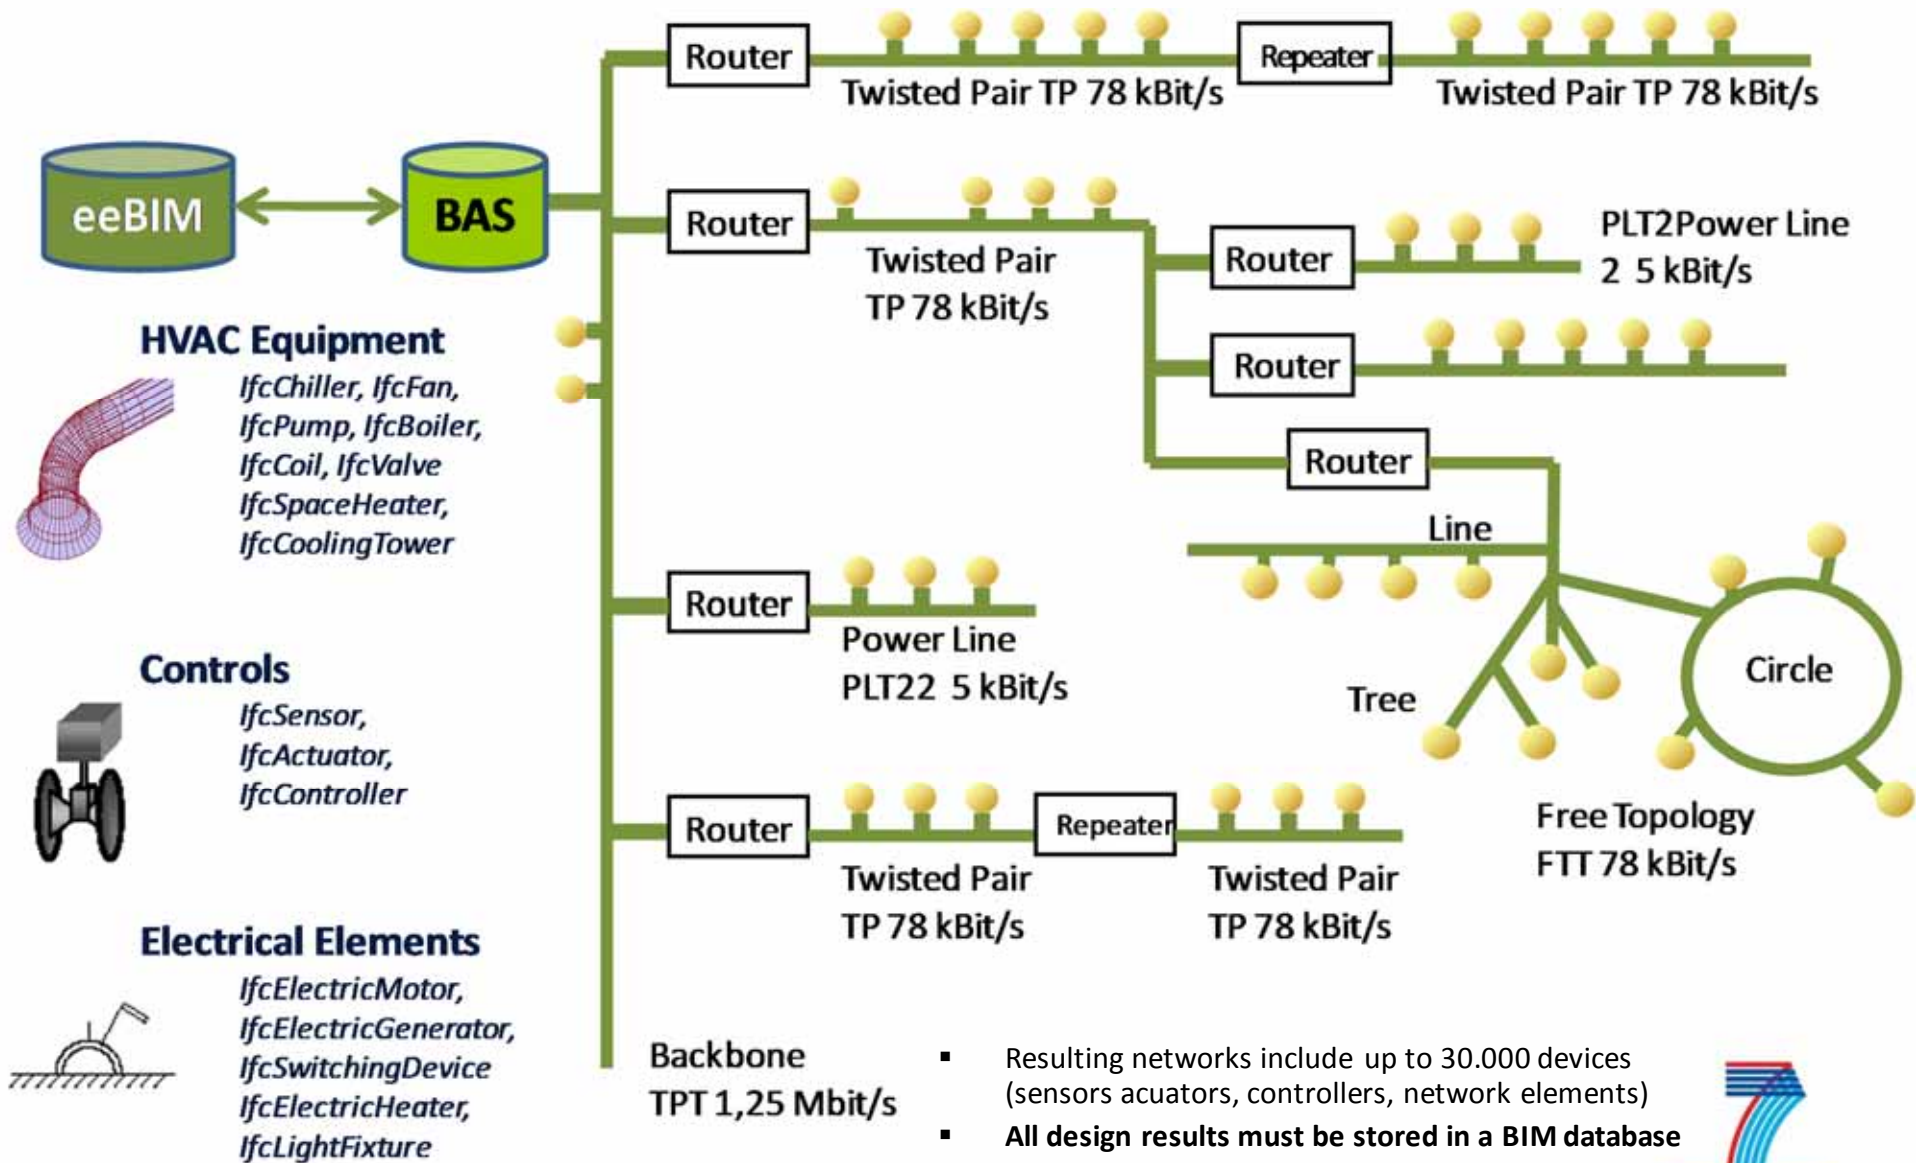 Router
Repeater
Twisted Pair TP 78 kBit/s
Twisted Pair TP 78 kBit/s
eeBIM
BAS
Router
Twisted Pair
TP 78 kBit/s
Router
PLT2Power Line
2 5 kBit/s
Router
Router
HVAC Equipment
IfcChiller, IfcFan,
IfcPump, IfcBoiler,
IfcCoil, IfcValve
IfcSpaceHeater,
IfcCoolingTower
Line
Tree
Circle
Free Topology
FTT 78 kBit/s
Router
Power Line
PLT22 5 kBit/s
Controls
IfcSensor,
IfcActuator,
IfcController
Router
Repeater
Twisted Pair
TP 78 kBit/s
Twisted Pair
TP 78 kBit/s
Electrical Elements
IfcElectricMotor,
IfcElectricGenerator,
IfcSwitchingDevice
IfcElectricHeater,
IfcLightFixture
Backbone
TPT 1,25 Mbit/s
▪ Resulting networks include up to 30.000 devices
(sensors acuators, controllers, network elements)
▪ All design results must be stored in a BIM database